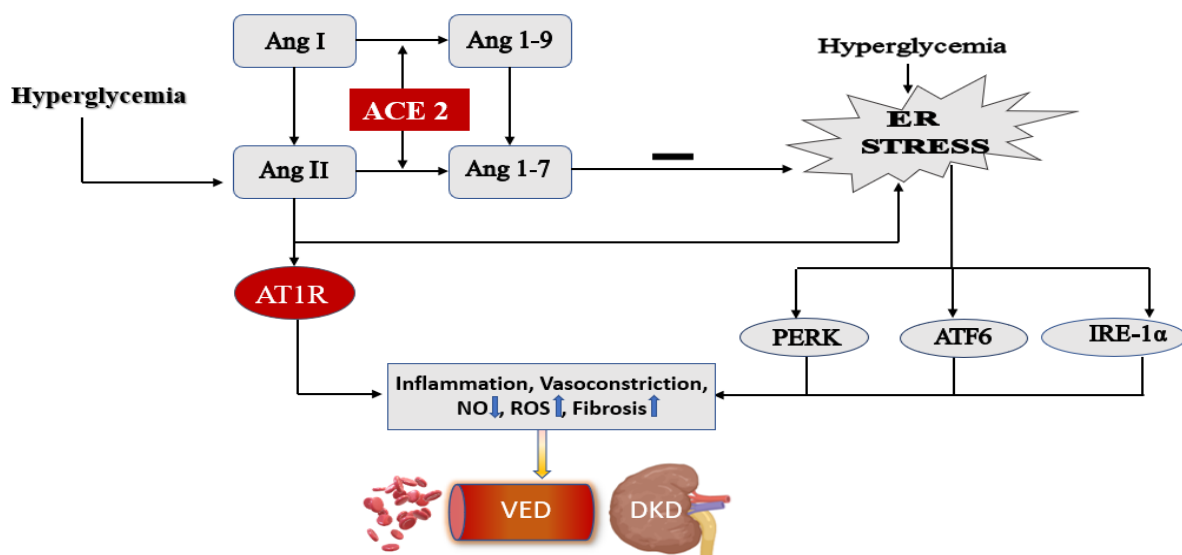 Ang I
Ang 1-9
Hyperglycemia
Hyperglycemia
ACE 2
ER
STRESS
Ang II
Ang 1-7
AT1R
PERK
ATF6
IRE-1α
Inflammation, Vasoconstriction,
NO, ROS, Fibrosis
VED
DKD